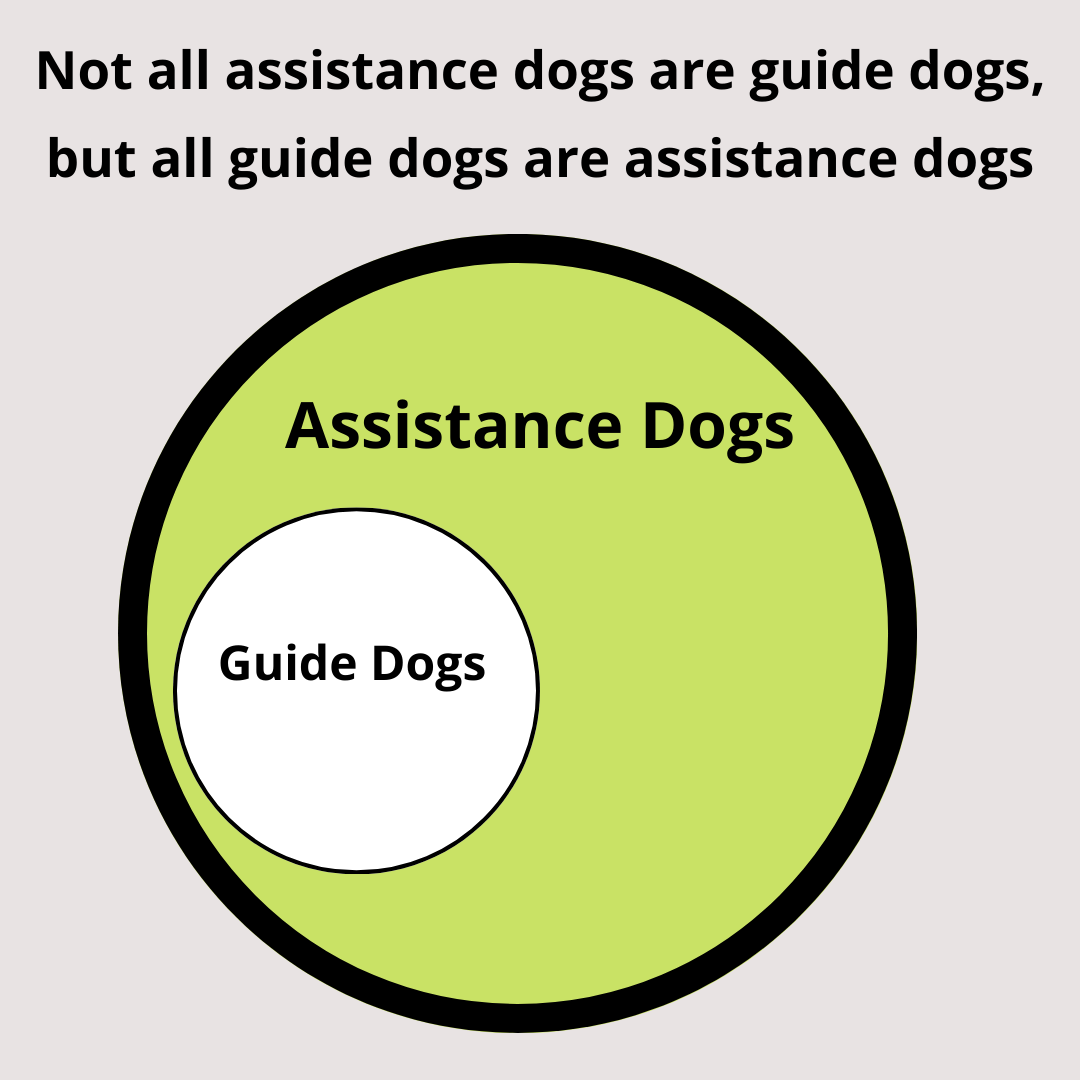 Not all assistance dogs are guide dogs,
but all guide dogs are assistance dogs
Assistance Dogs
Guide Dogs